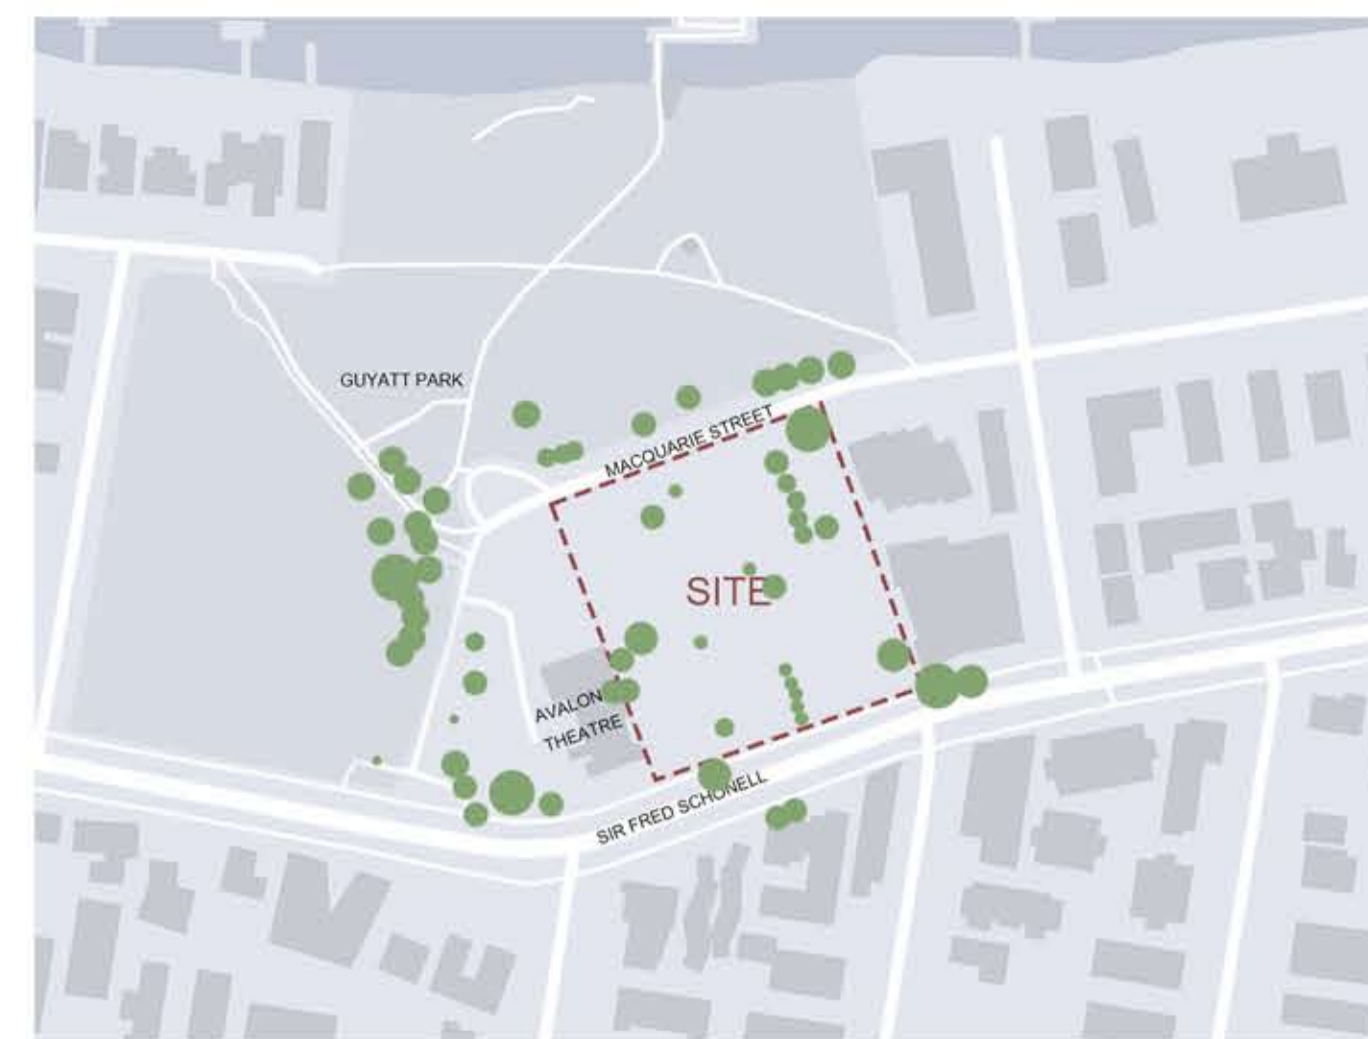 GUYATT PARK
MACQUARIE STREET
SITE
AVALON
THEATRE
SIR FRED SCHONELL